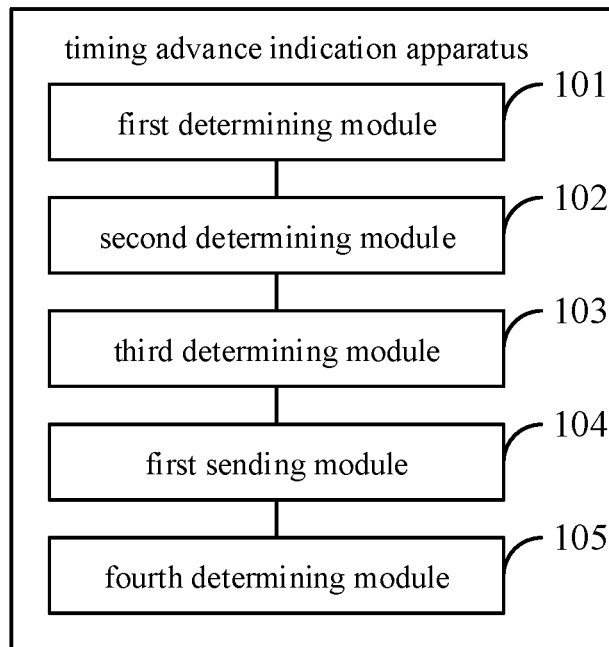 timing advance indication apparatus
101
first determining module
102
second determining module
103
third determining module
104
first sending module
105
fourth determining module